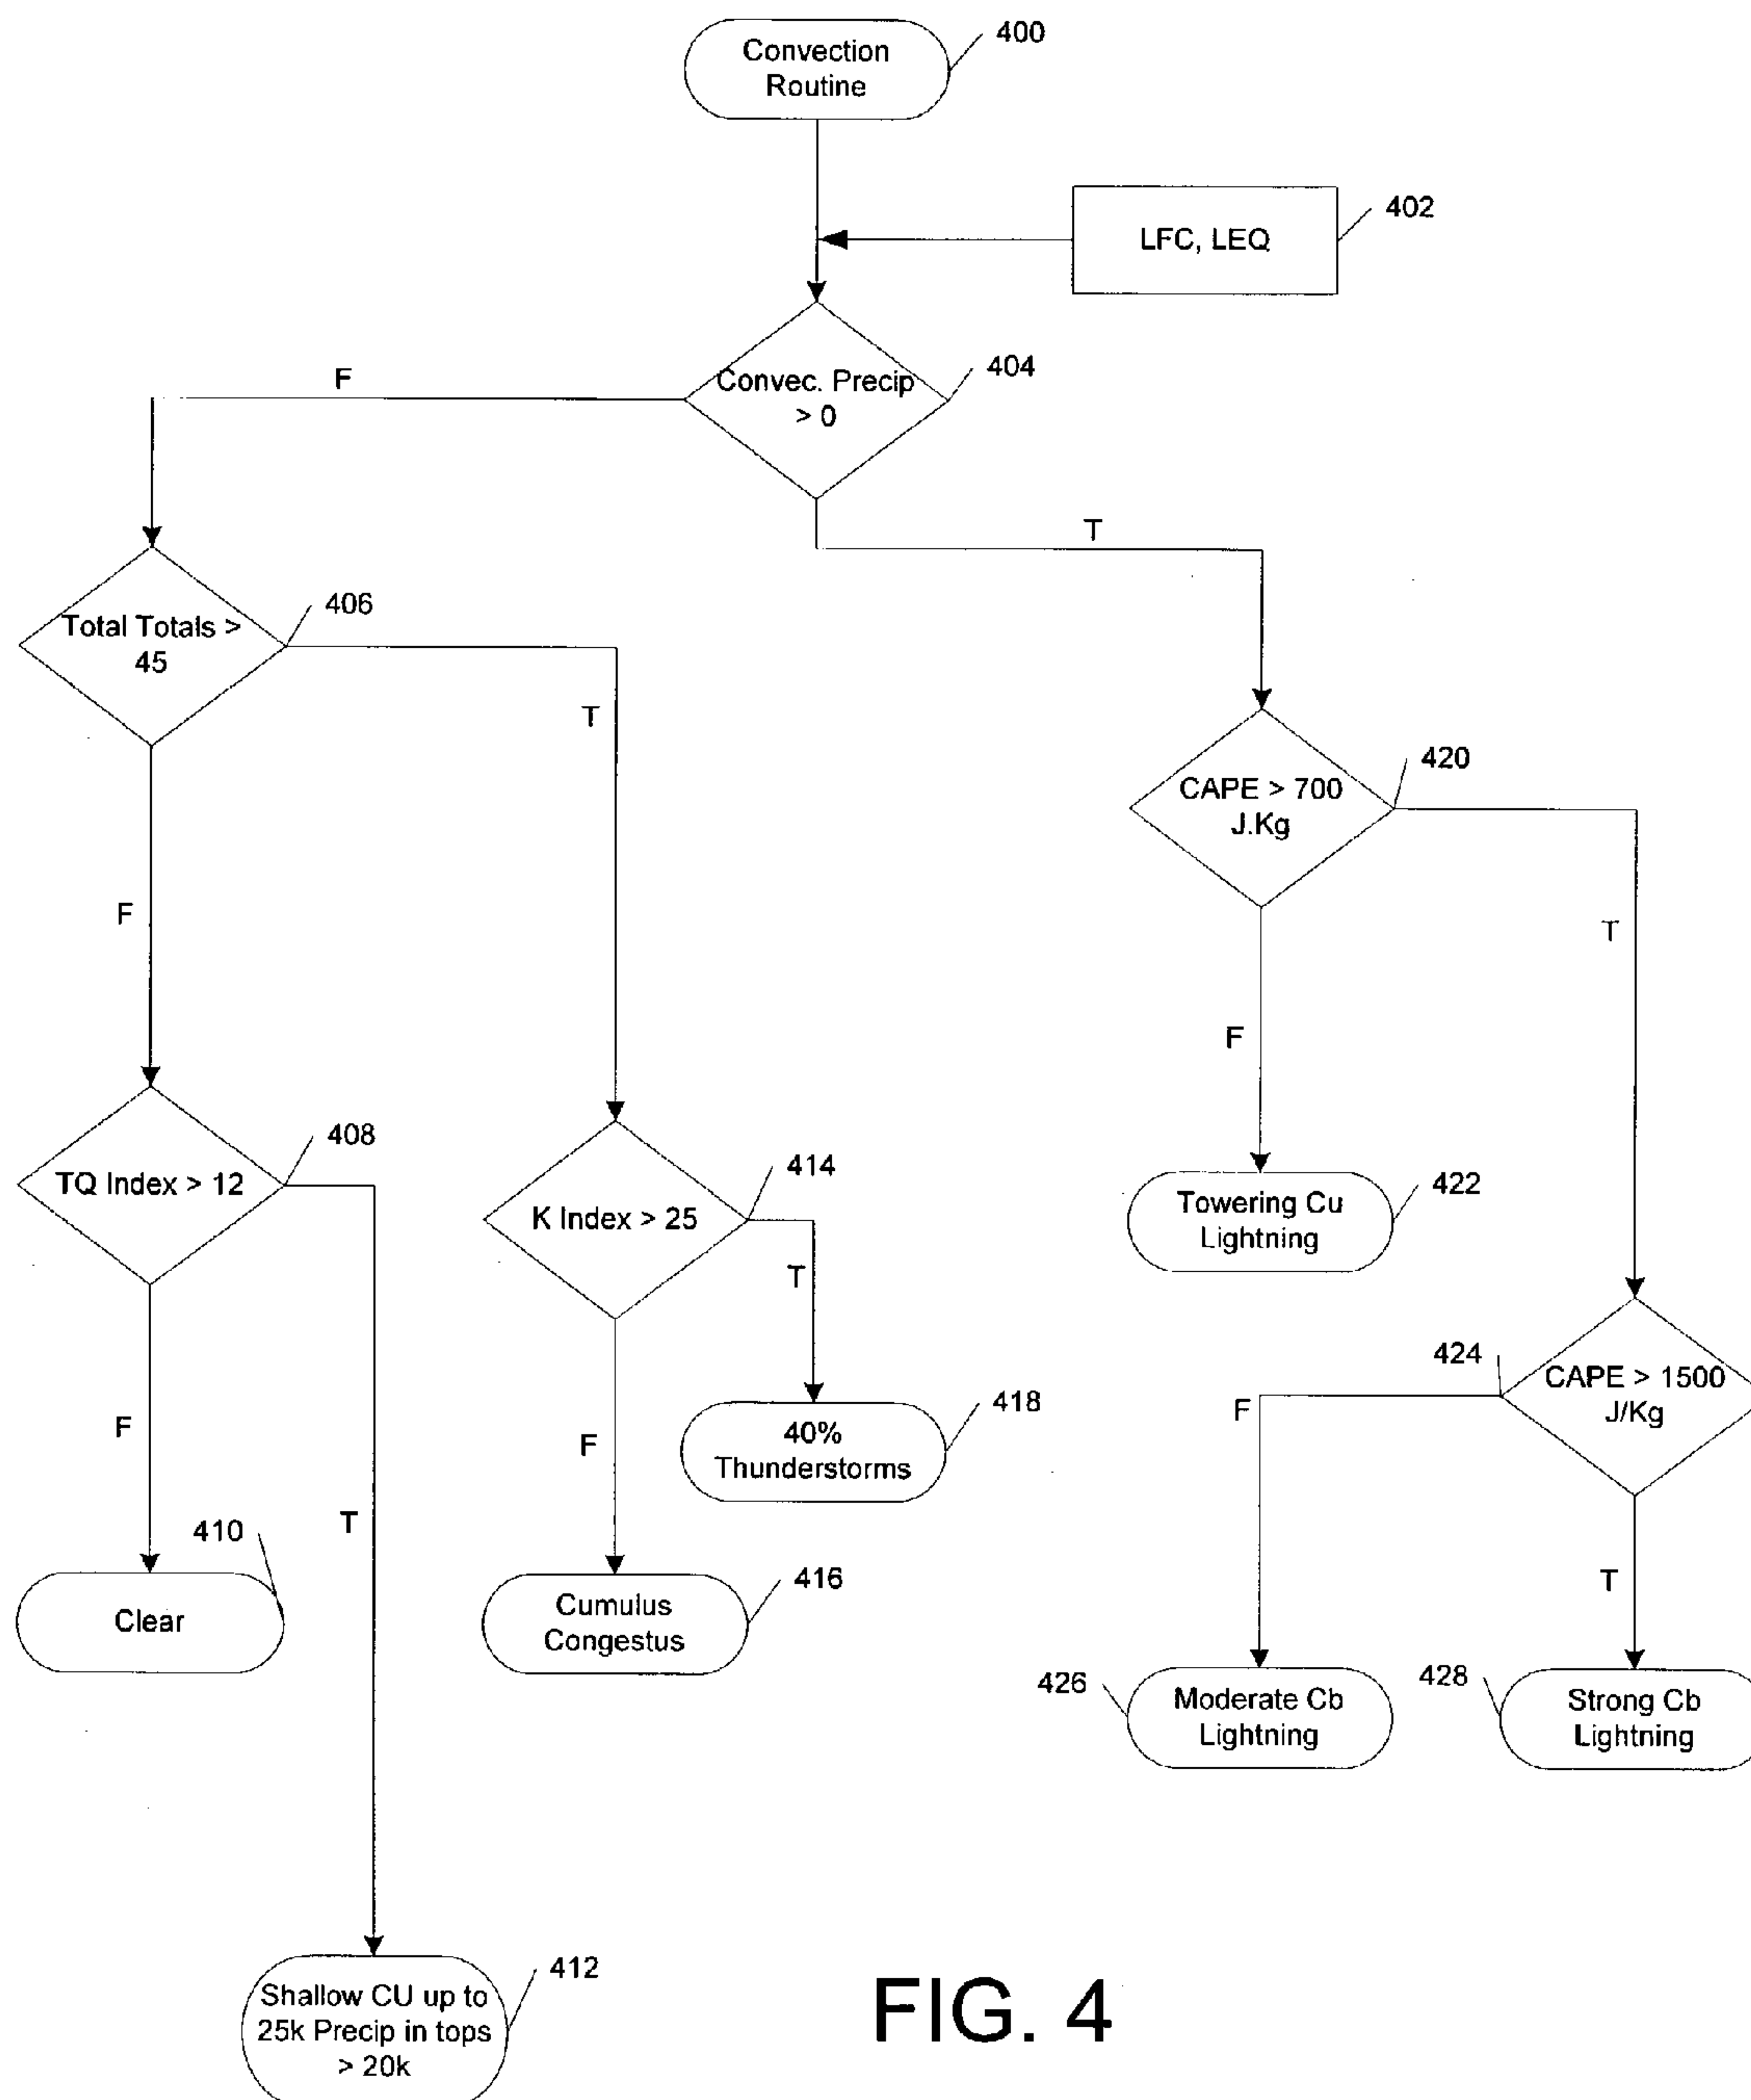 Convection
Routine
400
LFC, LEQ
402
Convec. Precip
> 0
404
F
T
Total Totals >
45
406
T
F
CAPE > 700
J.Kg
420
T
F
TQ Index > 12
408
K Index > 25
414
T
F
T
F
Towering Cu
Lightning
422
CAPE > 1500
J/Kg
424
F
T
40%
Thunderstorms
418
Clear
410
Cumulus
Congestus
416
Moderate Cb
Lightning
426
Strong Cb
Lightning
428
Shallow CU up to
25k Precip in tops
> 20k
412
FIG. 4